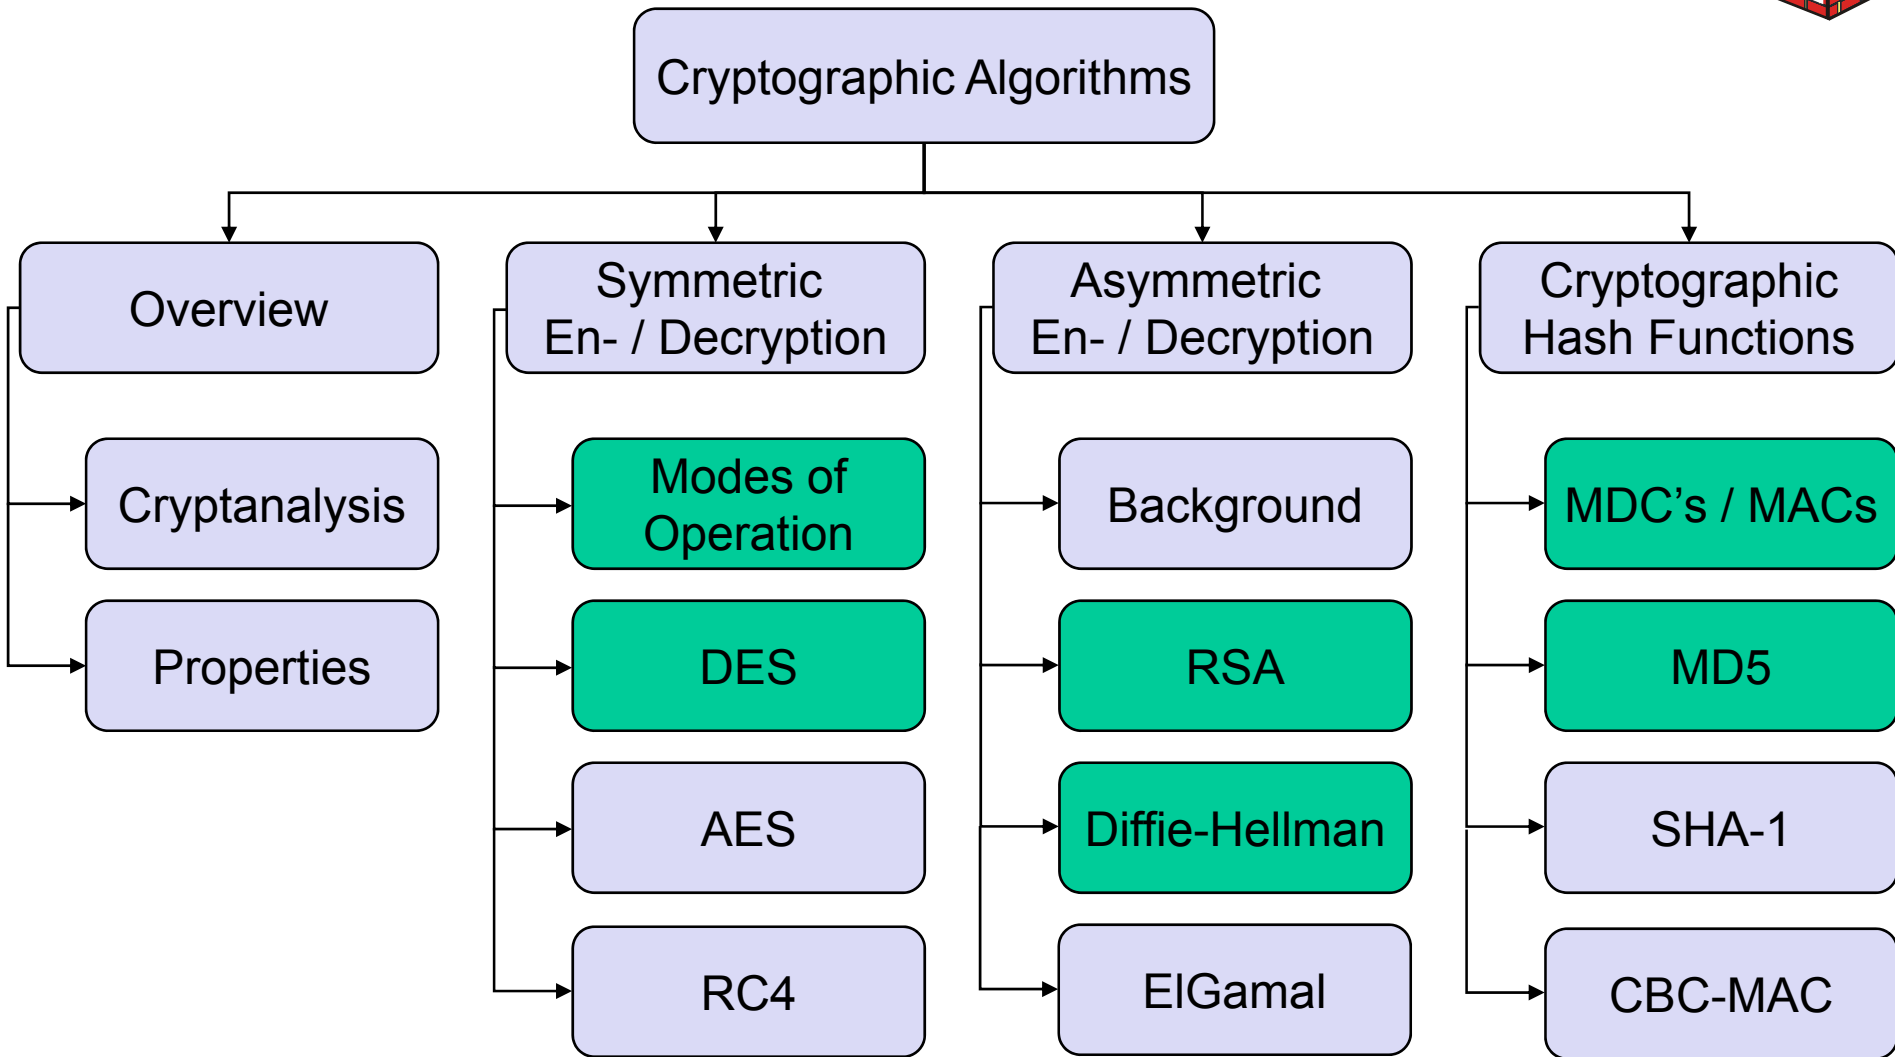 Cryptographic Algorithms
Overview
Symmetric
En- / Decryption
Asymmetric
En- / Decryption
Cryptographic
Hash Functions
Cryptanalysis
Modes of
Operation
Background
MDC’s / MACs
Properties
DES
RSA
MD5
AES
Diffie-Hellman
SHA-1
RC4
ElGamal
CBC-MAC